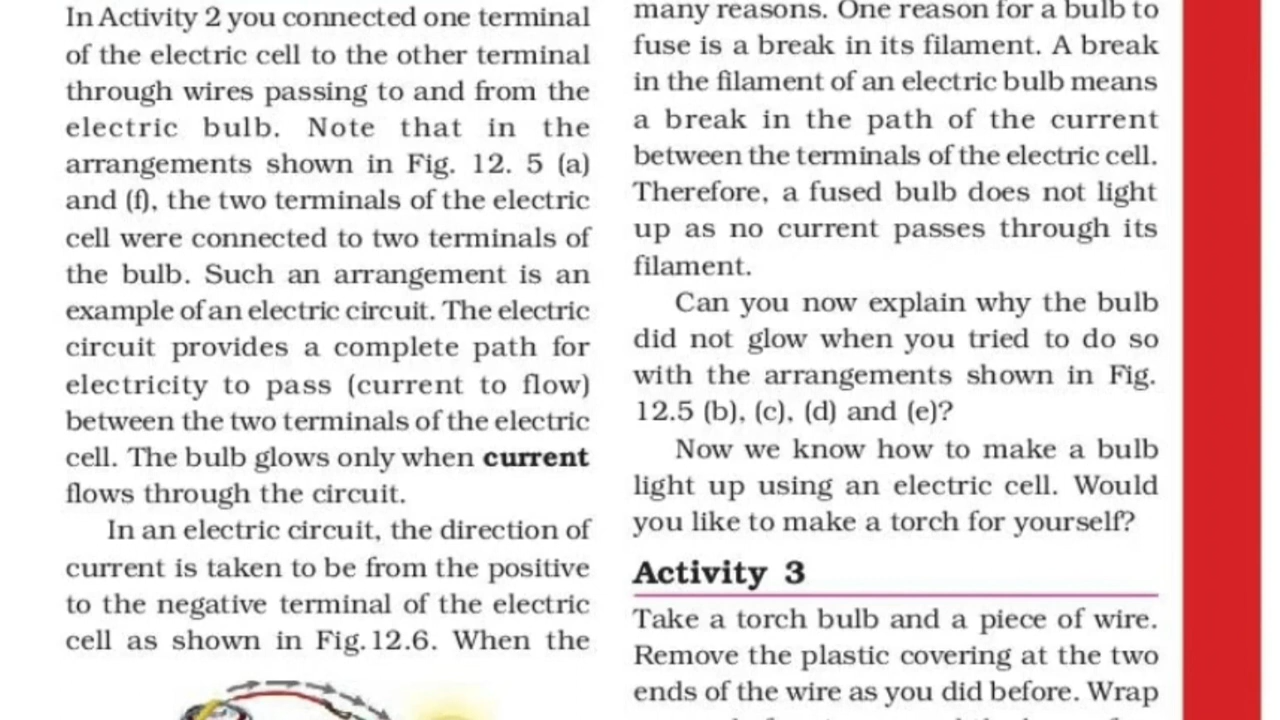 In Activity 2 you connected one terminal
of the electric cell to the other terminal
through wires passing to and from the
electric bulb. Note that in the
arrangements shown in Fig. 12. 5 (a)
and (f), the two terminals of the electric
cell were connected to two terminals of
the bulb. Such an arrangement is an
example of an electric circuit. The electric
circuit provides a complete path for
electricity to pass (current to flow)
between the two terminals of the electric
cell. The bulb glows only when current
flows through the circuit.
In an electric circuit, the direction of
current is taken to be from the positive
to the negative terminal of the electric
cell as shown in Fig.12.6. When the
many reasons. One reason for a bulb to
fuse is a break in its filament. A break
in the filament of an electric bulb means
a break in the path of the current
between the terminals of the electric cell.
Therefore, a fused bulb does not light
up as no current passes through its
filament.
Can you now explain why the bulb
did not glow when you tried to do so
with the arrangements shown in Fig.
12.5 (b), (c), (d) and (e)?
Now we know how to make a bulb
light up using an electric cell. Would
you like to make a torch for yourself?
Activity 3
Take a torch bulb and a piece of wire.
Remove the plastic covering at the two
ends of the wire as you did before. Wrap